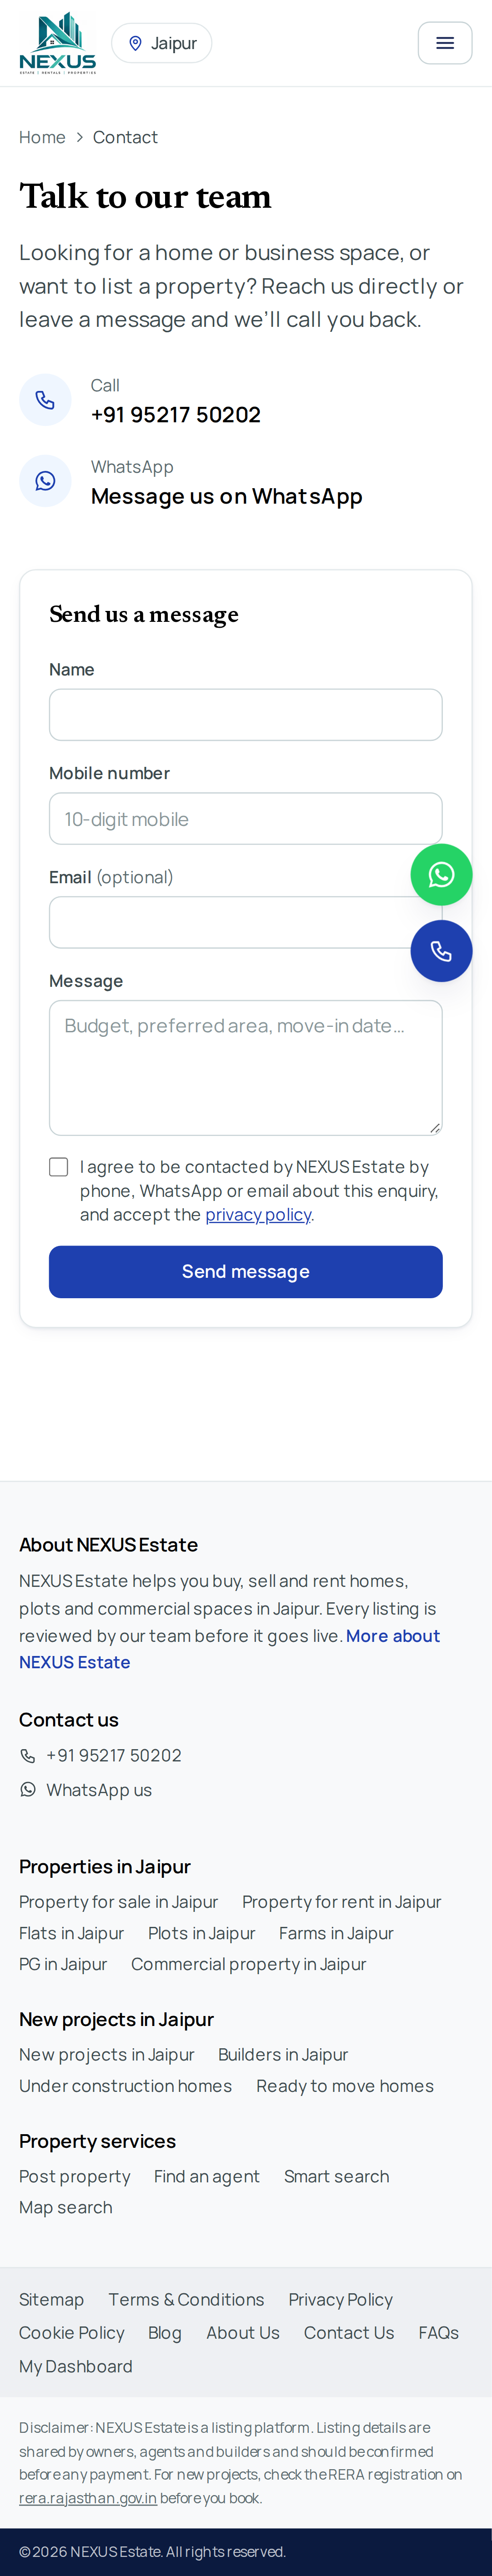 NEXUS
ESTATE | RENTALS | PROPERTIES
Jaipur
Home > Contact
Talk to our team
Looking for a home or business space, or
want to list a property? Reach us directly or
leave a message and we’ll call you back.
Call
+91 95217 50202
WhatsApp
Message us on WhatsApp
Send us a message
Name
Mobile number
10-digit mobile
Email (optional)
Message
Budget, preferred area, move-in date…
I agree to be contacted by NEXUS Estate by
phone, WhatsApp or email about this enquiry,
and accept the privacy policy.
Send message
About NEXUS Estate
NEXUS Estate helps you buy, sell and rent homes,
plots and commercial spaces in Jaipur. Every listing is
reviewed by our team before it goes live. More about
NEXUS Estate
Contact us
+91 95217 50202
WhatsApp us
Properties in Jaipur
Property for sale in Jaipur Property for rent in Jaipur
Flats in Jaipur Plots in Jaipur Farms in Jaipur
PG in Jaipur Commercial property in Jaipur
New projects in Jaipur
New projects in Jaipur Builders in Jaipur
Under construction homes Ready to move homes
Property services
Post property Find an agent Smart search
Map search
Sitemap Terms & Conditions Privacy Policy
Cookie Policy Blog About Us Contact Us FAQs
My Dashboard
Disclaimer: NEXUS Estate is a listing platform. Listing details are
shared by owners, agents and builders and should be confirmed
before any payment. For new projects, check the RERA registration on
rera.rajasthan.gov.in before you book.
© 2026 NEXUS Estate. All rights reserved.